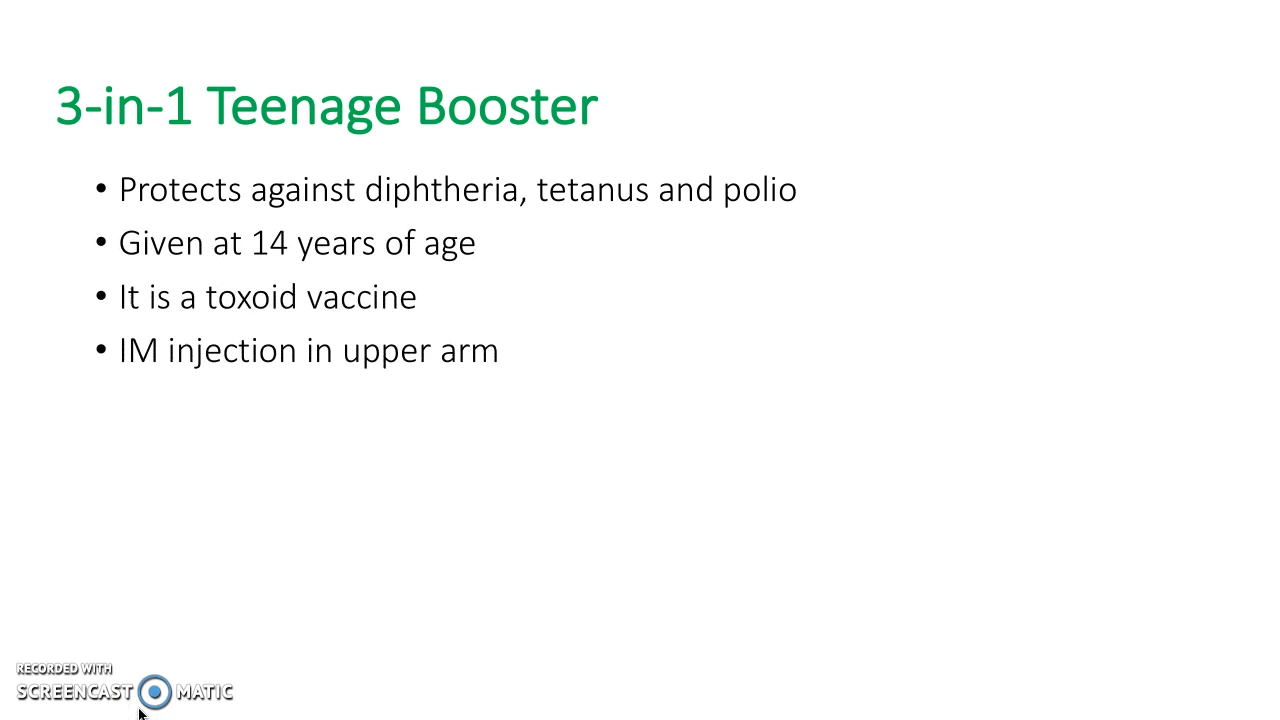 3-in-1 Teenage Booster
• Protects against diphtheria, tetanus and polio
• Given at 14 years of age
• It is a toxoid vaccine
• IM injection in upper arm
RECORDED WITH
SCREENCAST MATIC